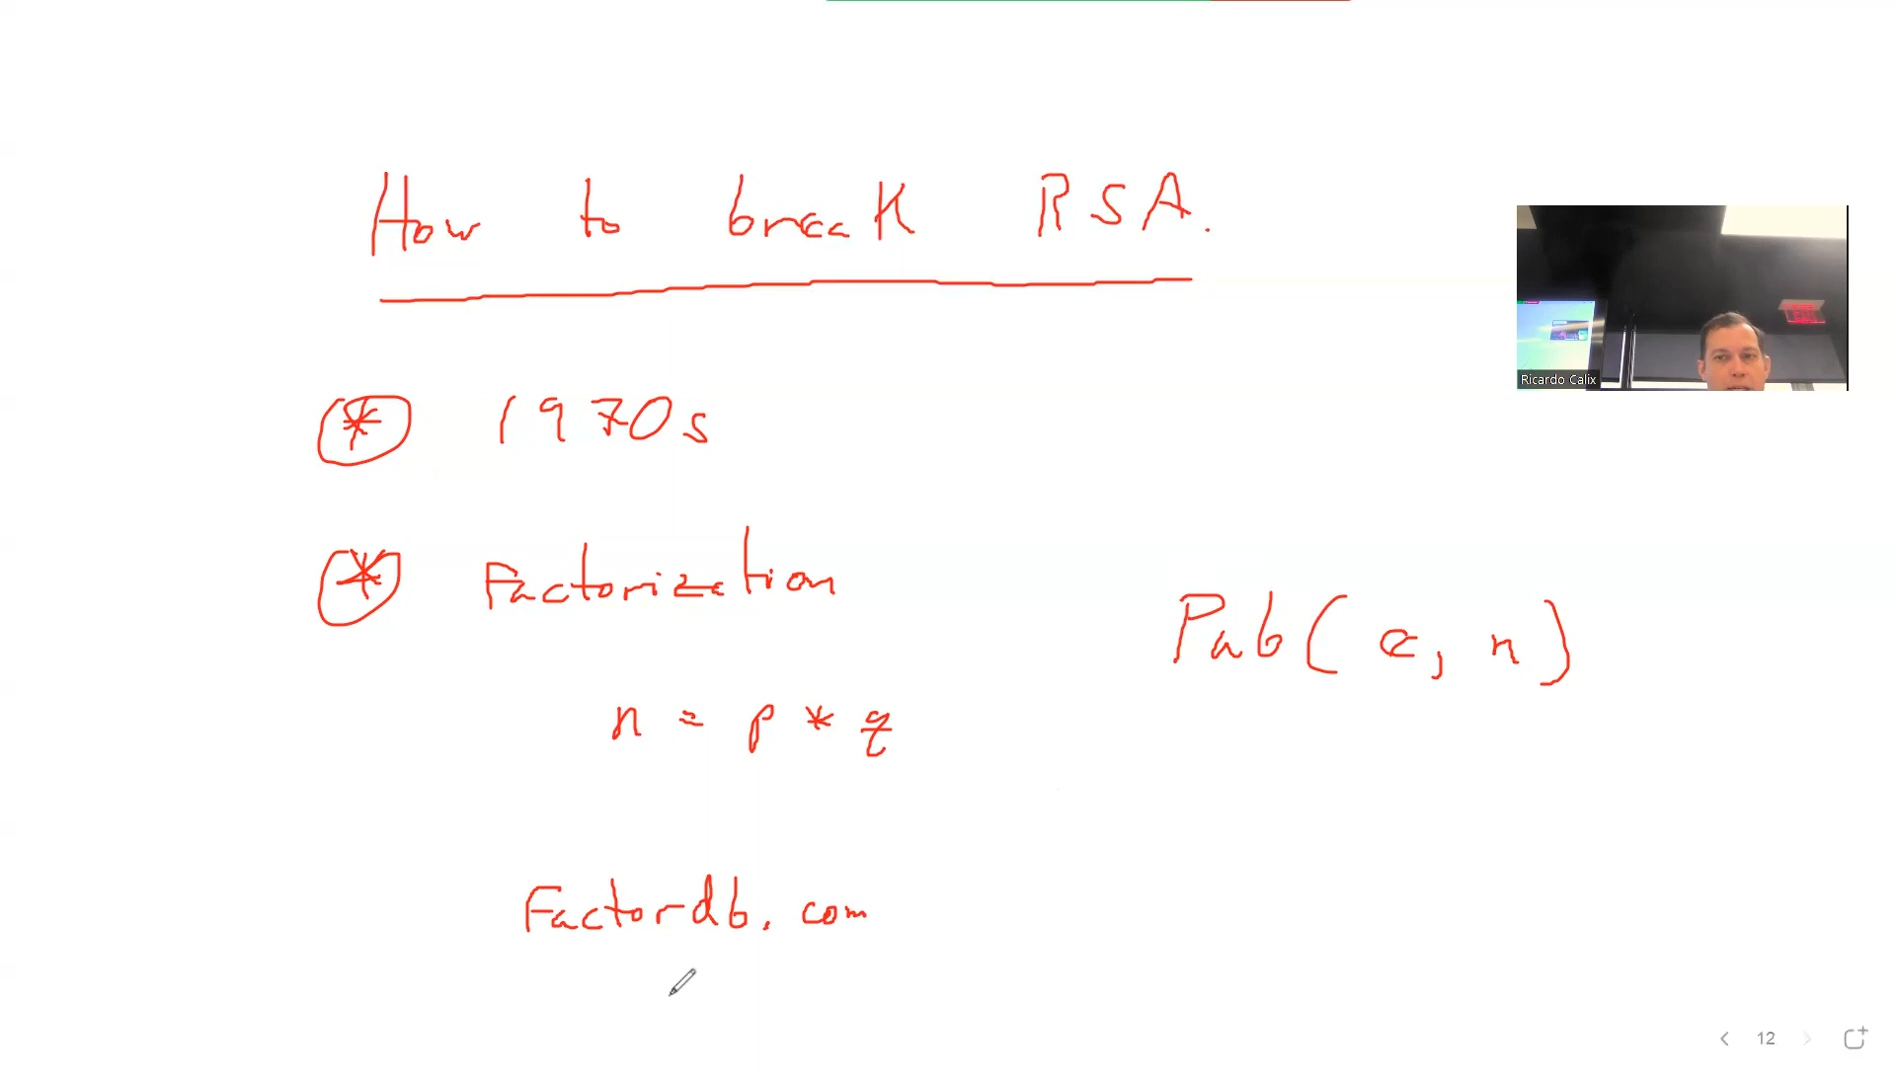 How to break RSA.
Ricardo Calix
* 1970s
* Factorization
Pub(e, n)
n = p * q
Factordb.com
12